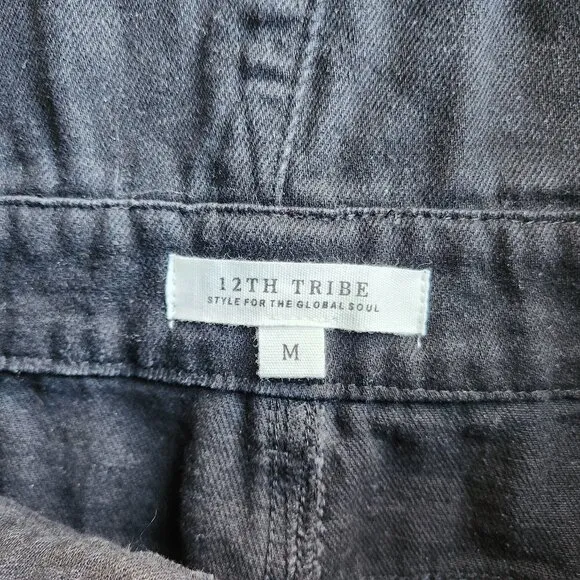 12TH TRIBE
STYLE FOR THE GLOBAL SOUL
M